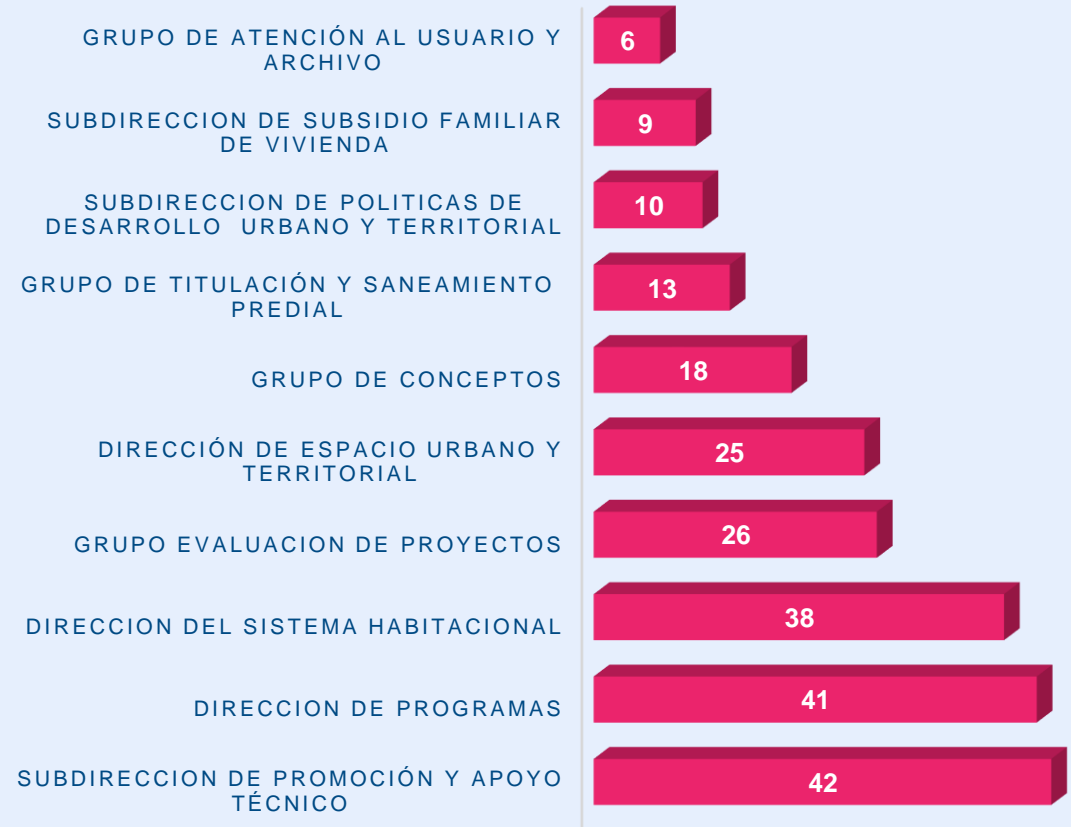 GRUPO DE ATENCIÓN AL USUARIO Y
ARCHIVO
6
SUBDIRECCION DE SUBSIDIO FAMILIAR
DE VIVIENDA
9
SUBDIRECCION DE POLITICAS DE
DESARROLLO URBANO Y TERRITORIAL
10
GRUPO DE TITULACIÓN Y SANEAMIENTO
PREDIAL
13
GRUPO DE CONCEPTOS
18
DIRECCIÓN DE ESPACIO URBANO Y
TERRITORIAL
25
GRUPO EVALUACION DE PROYECTOS
26
DIRECCION DEL SISTEMA HABITACIONAL
38
DIRECCION DE PROGRAMAS
41
SUBDIRECCION DE PROMOCIÓN Y APOYO
TÉCNICO
42